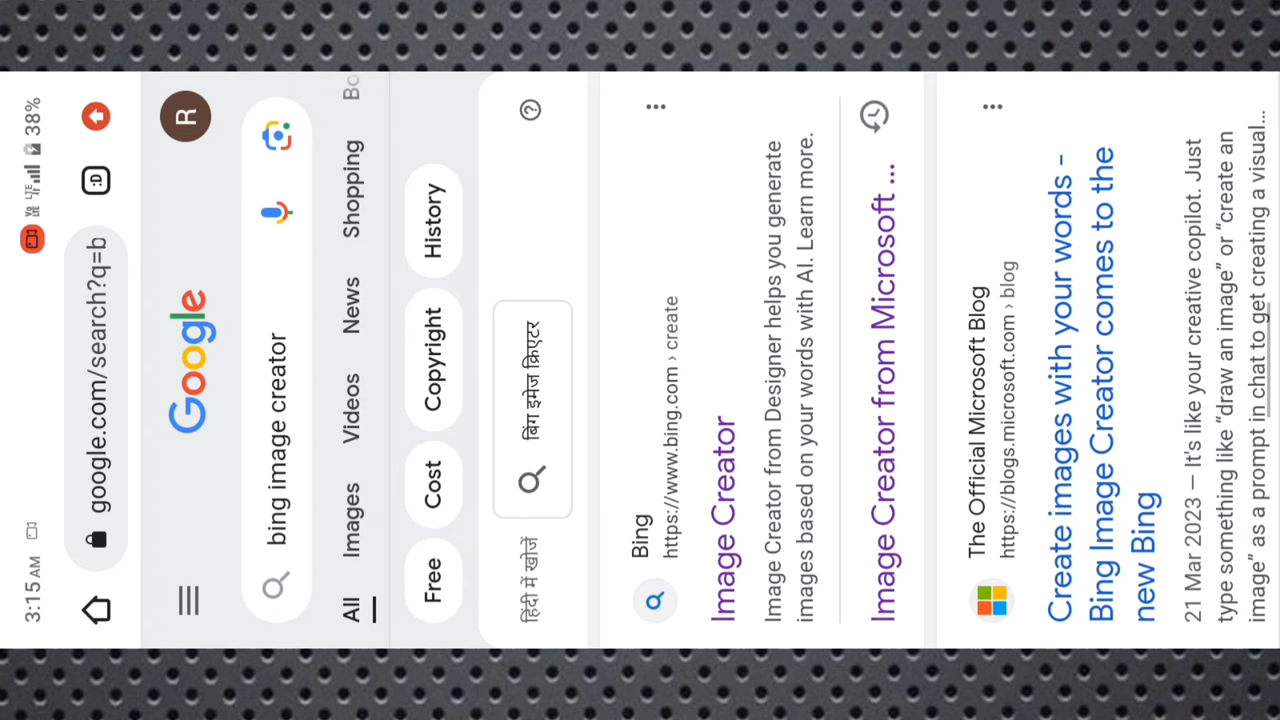 3:15 AM VO LTE LTE 38%
google.com/search?q=b :D
Google R
bing image creator
All Images Videos News Shopping Bo
Free Cost Copyright History
हिंदी में खोजें बिंग इमेज क्रिएटर
Bing
https://www.bing.com › create
Image Creator
Image Creator from Designer helps you generate
images based on your words with AI. Learn more.
Image Creator from Microsoft ...
The Official Microsoft Blog
https://blogs.microsoft.com › blog
Create images with your words -
Bing Image Creator comes to the
new Bing
21 Mar 2023 — It's like your creative copilot. Just
type something like “draw an image” or “create an
image” as a prompt in chat to get creating a visual...